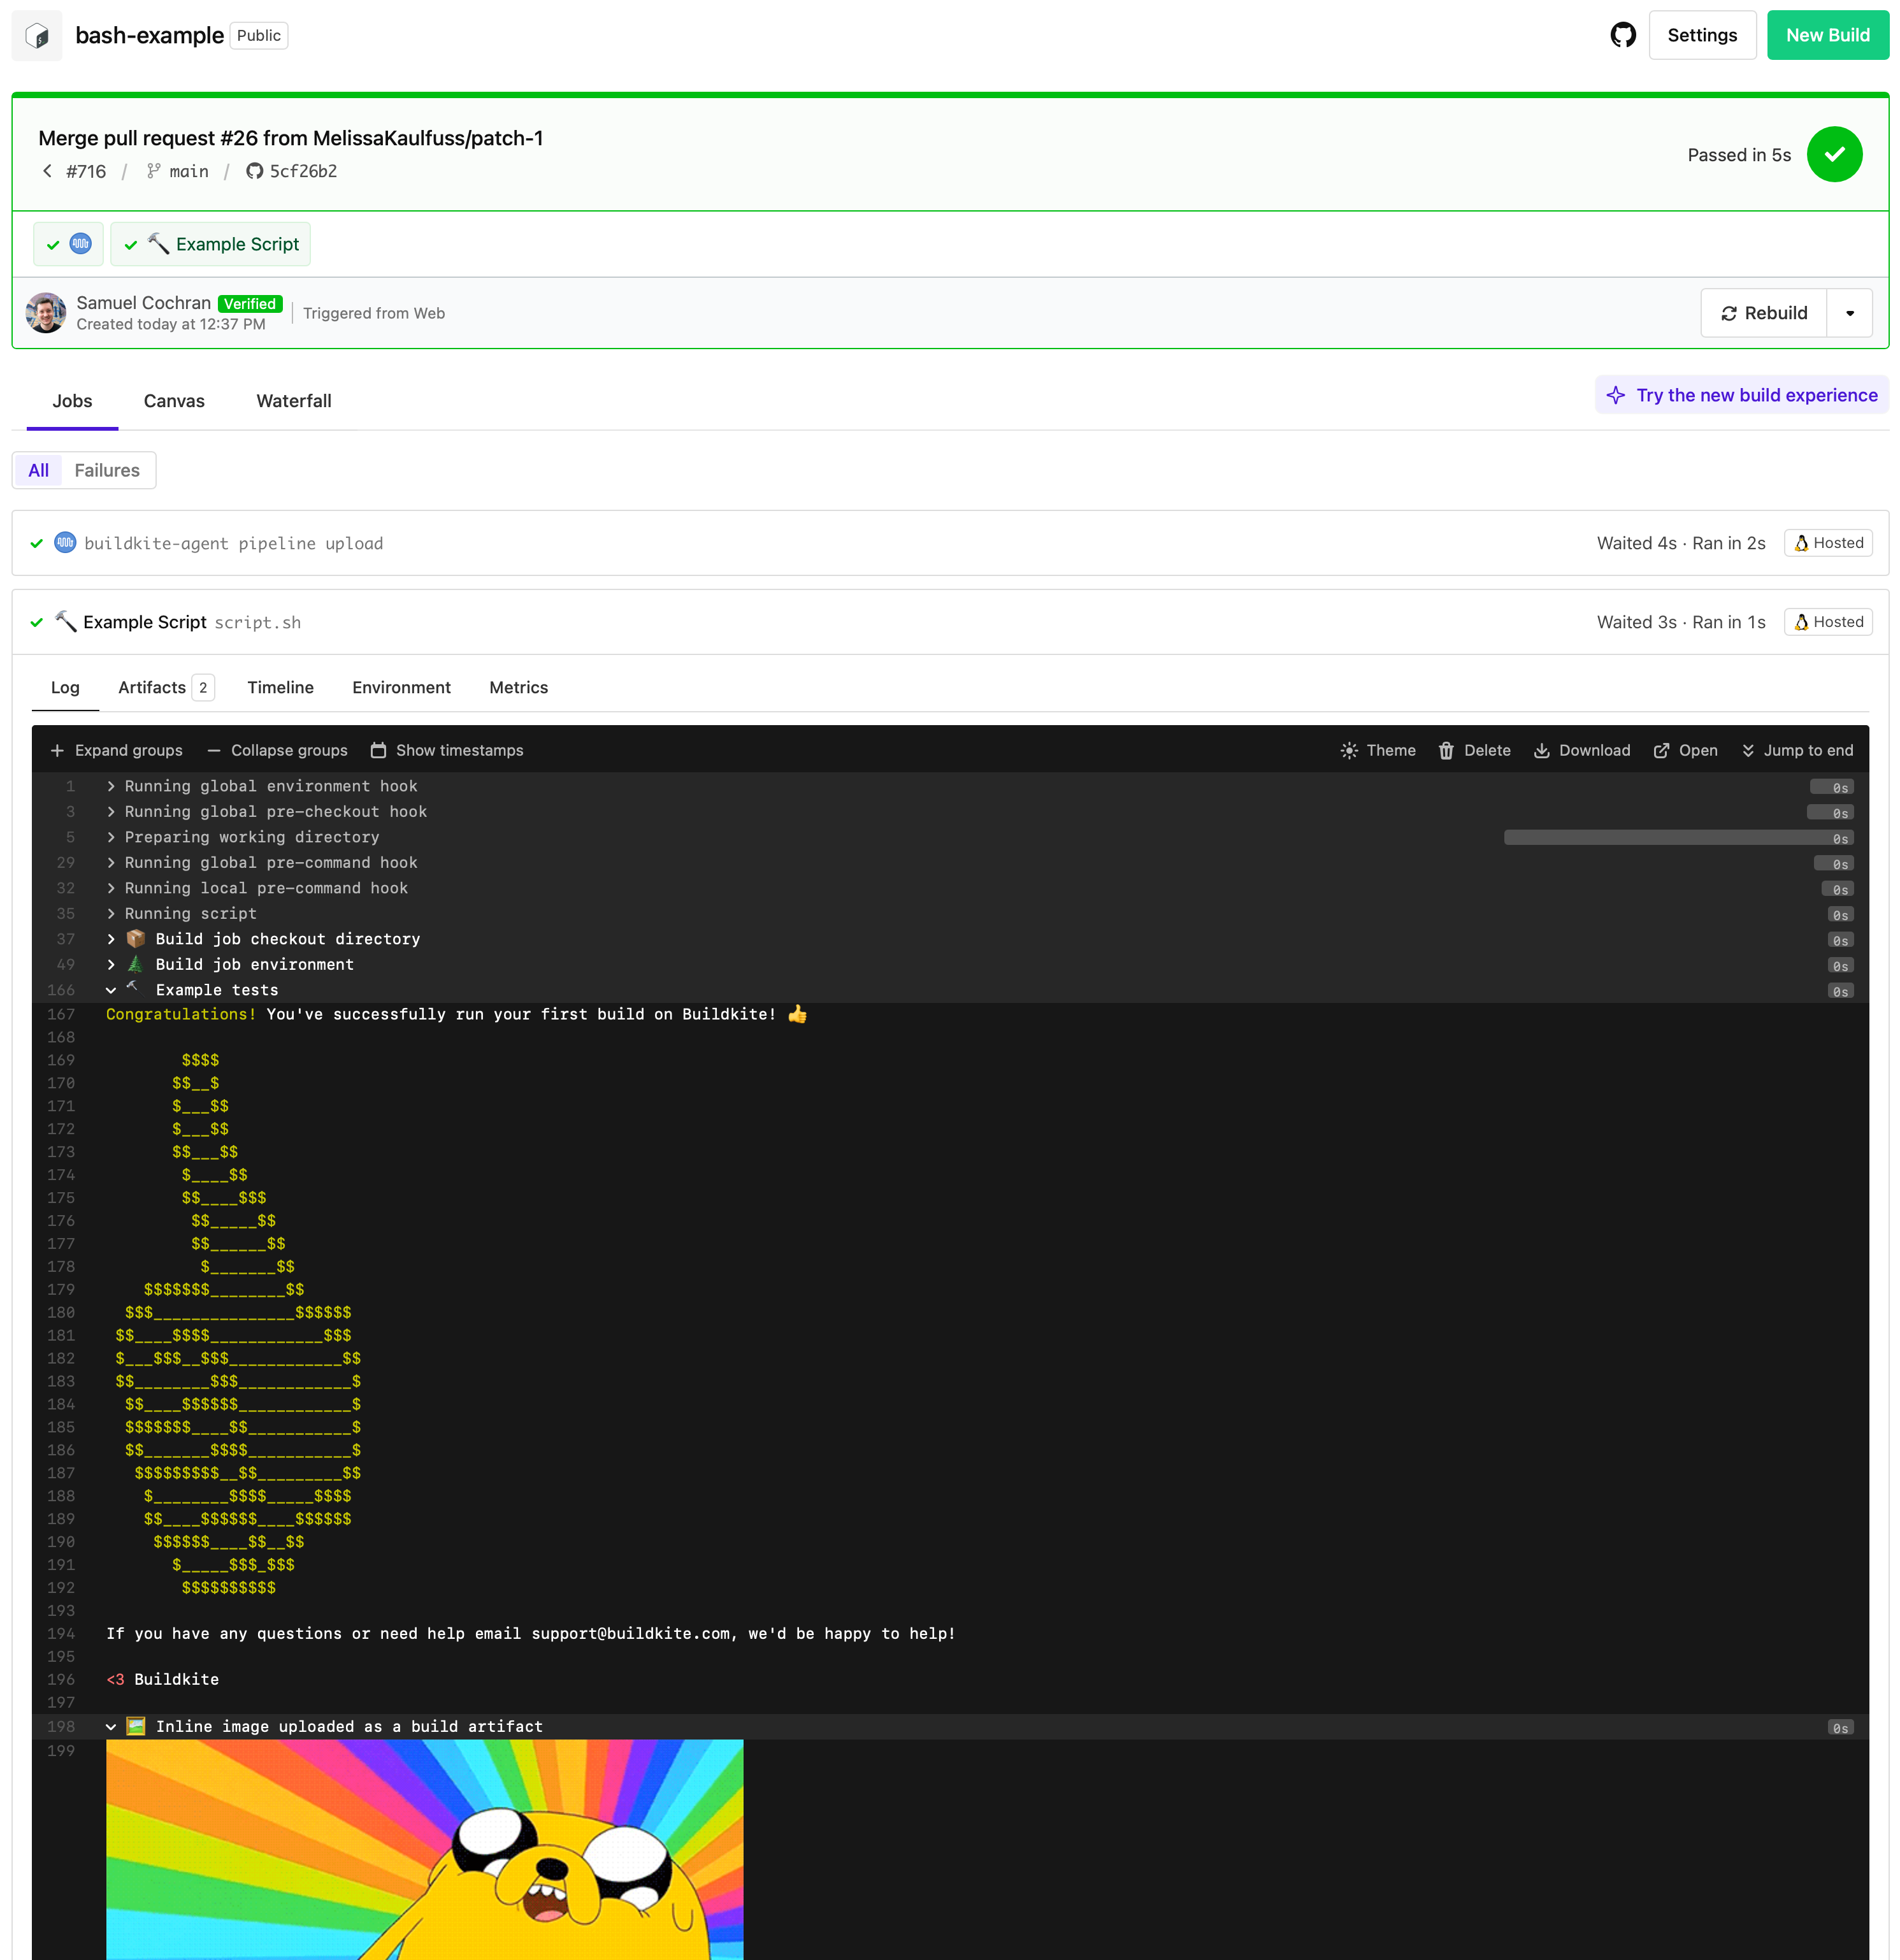 bash-example Public Settings New Build
Merge pull request #26 from MelissaKaulfuss/patch-1
#716 / main / 5cf26b2
Passed in 5s
Example Script
Samuel Cochran Verified
Created today at 12:37 PM
Triggered from Web
Rebuild
Jobs Canvas Waterfall
Try the new build experience
All Failures
buildkite-agent pipeline upload Waited 4s · Ran in 2s Hosted
Example Script script.sh Waited 3s · Ran in 1s Hosted
Log Artifacts 2 Timeline Environment Metrics
+ Expand groups — Collapse groups Show timestamps Theme Delete Download Open Jump to end
1 > Running global environment hook 0s
3 > Running global pre-checkout hook 0s
5 > Preparing working directory 0s
29 > Running global pre-command hook 0s
32 > Running local pre-command hook 0s
35 > Running script 0s
37 > 📦 Build job checkout directory 0s
49 > 🌲 Build job environment 0s
166 Example tests 0s
167 Congratulations! You've successfully run your first build on Buildkite! 👍
168
169         $$$$
170        $$__$
171        $___$$
172        $___$$
173        $$___$$
174         $____$$
175         $$____$$$
176          $$_____$$
177          $$______$$
178           $_______$$
179     $$$$$$$________$$
180   $$$_______________$$$$$$
181  $$____$$$$____________$$$
182  $___$$$__$$$____________$$
183  $$________$$$____________$
184   $$____$$$$$$____________$
185   $$$$$$$____$$___________$
186   $$_______$$$$___________$
187    $$$$$$$$$__$$_________$$
188     $________$$$$_____$$$$
189     $$____$$$$$$____$$$$$$
190      $$$$$$____$$__$$
191        $_____$$$_$$$
192         $$$$$$$$$$
193
194 If you have any questions or need help email support@buildkite.com, we'd be happy to help!
195
196 <3 Buildkite
197
198 Inline image uploaded as a build artifact 0s
199